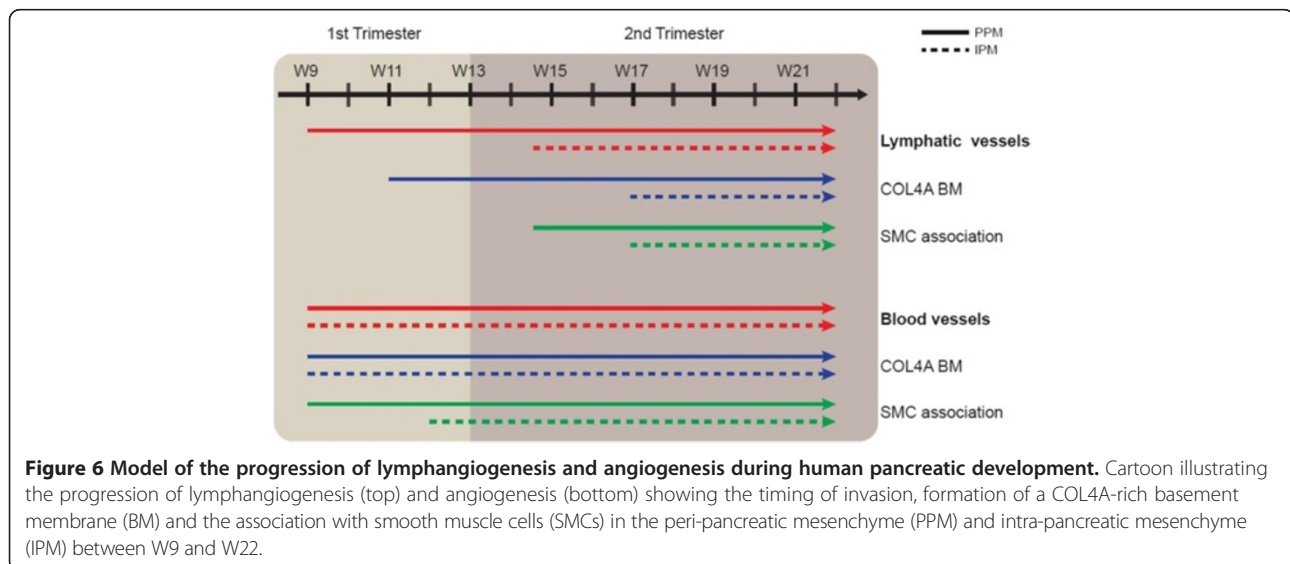 1st Trimester 2nd Trimester PPM
IPM
W9 W11 W13 W15 W17 W19 W21
Lymphatic vessels
COL4A BM
SMC association
Blood vessels
COL4A BM
SMC association
Figure 6 Model of the progression of lymphangiogenesis and angiogenesis during human pancreatic development. Cartoon illustrating
the progression of lymphangiogenesis (top) and angiogenesis (bottom) showing the timing of invasion, formation of a COL4A-rich basement
membrane (BM) and the association with smooth muscle cells (SMCs) in the peri-pancreatic mesenchyme (PPM) and intra-pancreatic mesenchyme
(IPM) between W9 and W22.